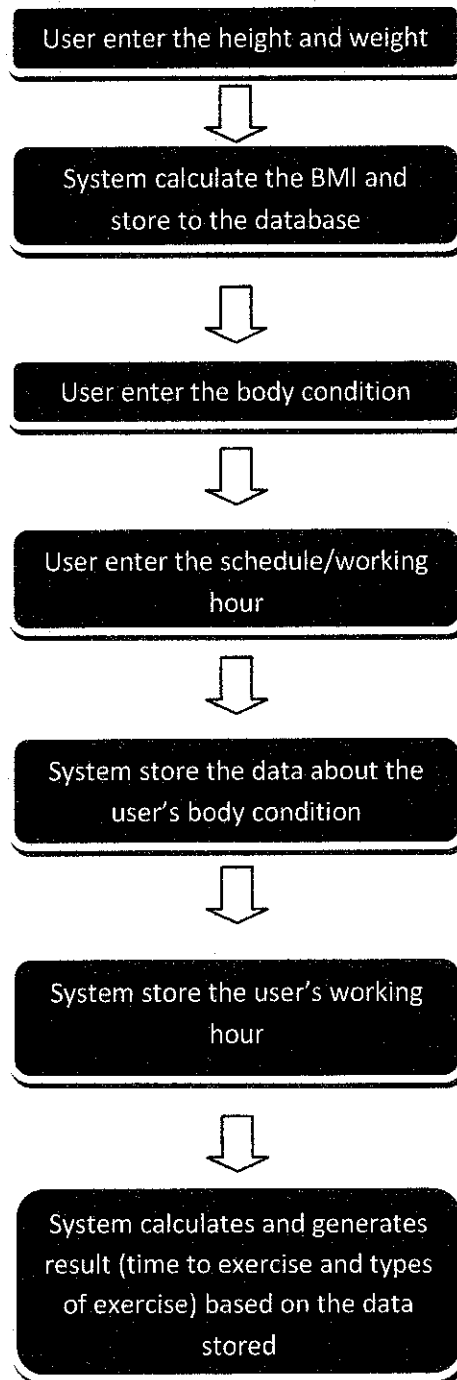 User enter the height and weight
System calculate the BMI and
store to the database
User enter the body condition
User enter the schedule/working
hour
System store the data about the
user's body condition
System store the user's working
hour
System calculates and generates
result (time to exercise and types
of exercise) based on the data
stored